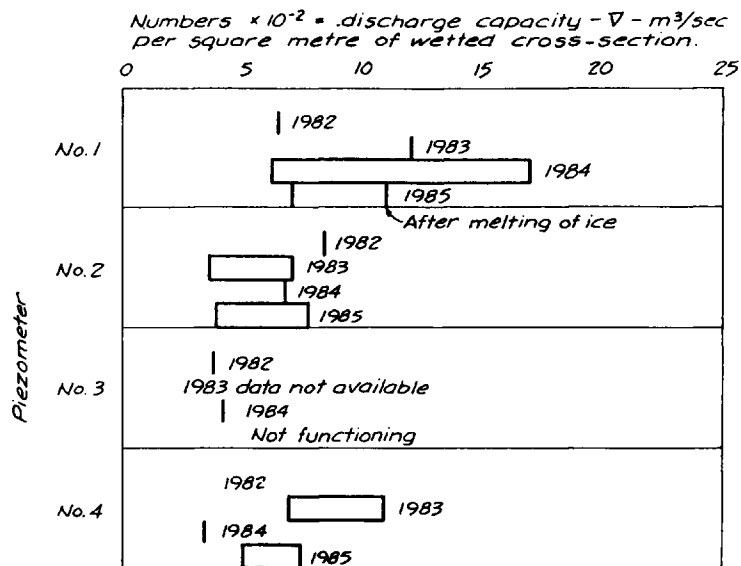 Numbers × 10⁻² = .discharge capacity - ∇ - m³/sec
per square metre of wetted cross-section.
0 5 10 15 20 25
Piezometer
No. 1
1982
1983
1984
1985
After melting of ice
No. 2
1982
1983
1984
1985
No. 3
1982
1983 data not available
1984
Not functioning
No. 4
1982
1983
1984
1985